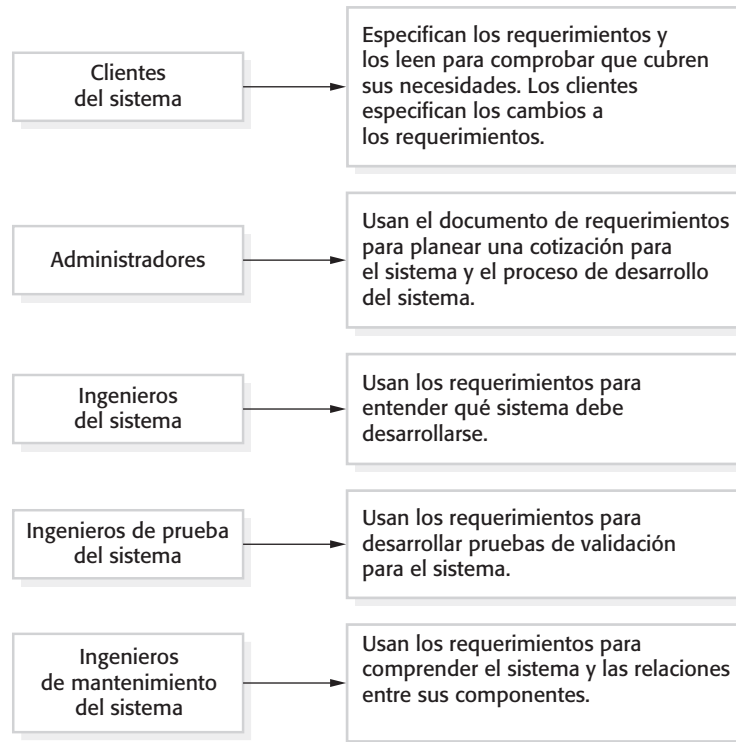 Clientes
del sistema
Especifican los requerimientos y
los leen para comprobar que cubren
sus necesidades. Los clientes
especifican los cambios a
los requerimientos.
Administradores
Usan el documento de requerimientos
para planear una cotización para
el sistema y el proceso de desarrollo
del sistema.
Ingenieros
del sistema
Usan los requerimientos para
entender qué sistema debe
desarrollarse.
Ingenieros de prueba
del sistema
Usan los requerimientos para
desarrollar pruebas de validación
para el sistema.
Ingenieros
de mantenimiento
del sistema
Usan los requerimientos para
comprender el sistema y las relaciones
entre sus componentes.